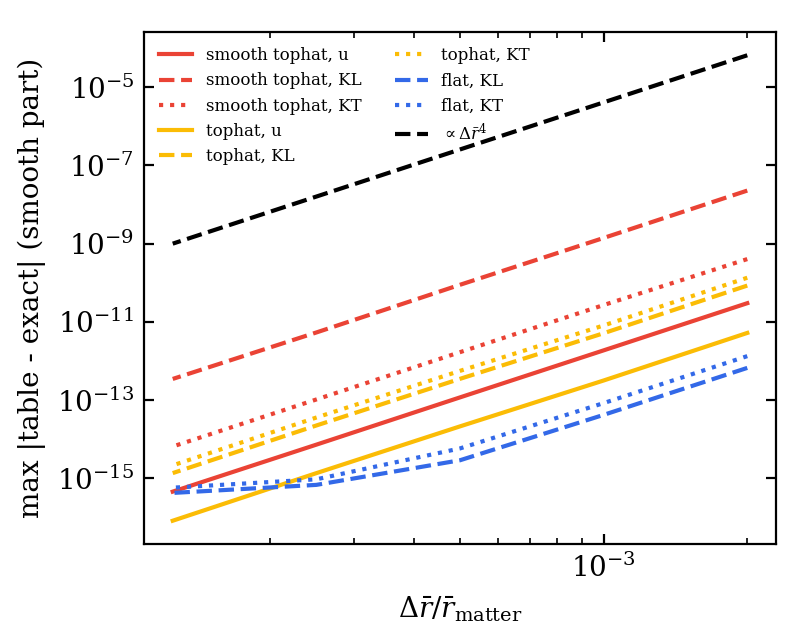 max |table - exact| (smooth part)
10⁻⁵
10⁻⁷
10⁻⁹
10⁻¹¹
10⁻¹³
10⁻¹⁵
smooth tophat, u
smooth tophat, KL
smooth tophat, KT
tophat, u
tophat, KL
tophat, KT
flat, KL
flat, KT
∝ Δr̄⁴
10⁻³
Δr̄/r̄_matter